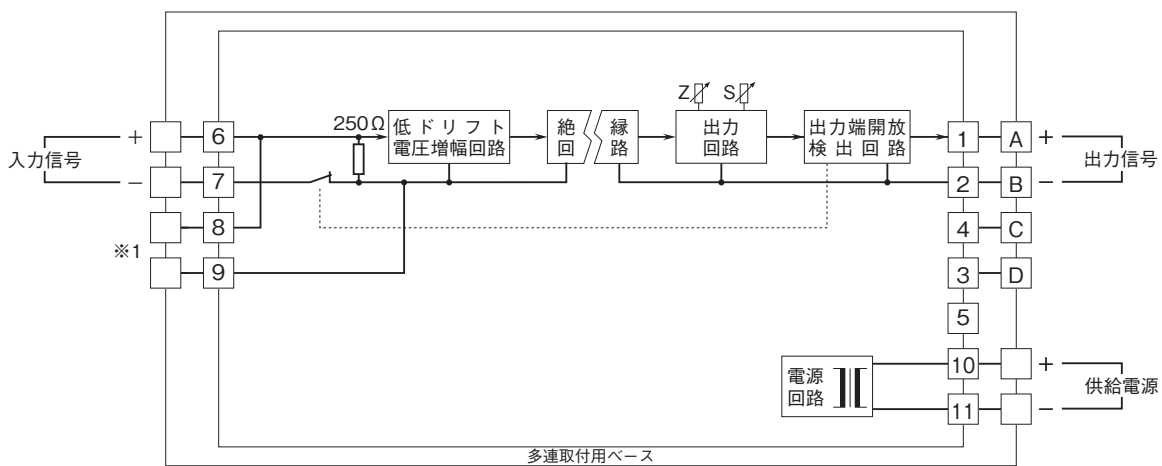 Z S
250Ω
低ドリフト
電圧増幅回路
絶 縁
回 路
出力
回路
出力端開放
検出回路
入力信号
+
−
6
7
8
9
※1
1
2
4
3
5
10
11
A
B
C
D
+
−
出力信号
電源
回路
+
−
供給電源
多連取付用ベース